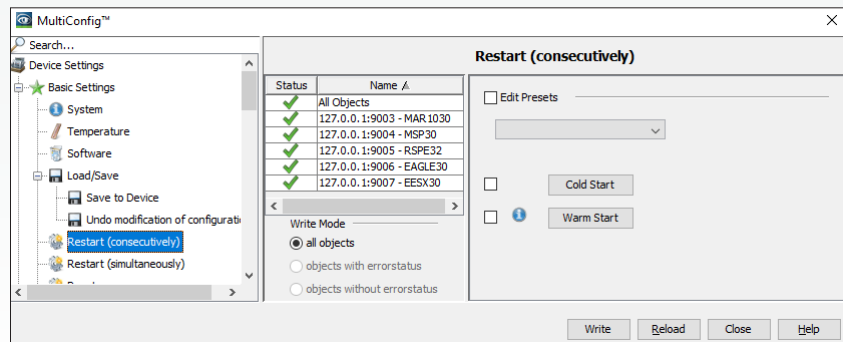 MultiConfig™
Search...
Device Settings
Basic Settings
System
Temperature
Software
Load/Save
Save to Device
Undo modification of configurati
Restart (consecutively)
Restart (simultaneously)
Restart (consecutively)
Status Name
All Objects
127.0.0.1:9003 - MAR1030
127.0.0.1:9004 - MSP30
127.0.0.1:9005 - RSPE32
127.0.0.1:9006 - EAGLE30
127.0.0.1:9007 - EESX30
Write Mode
all objects
objects with errorstatus
objects without errorstatus
Edit Presets
Cold Start
Warm Start
Write Reload Close Help